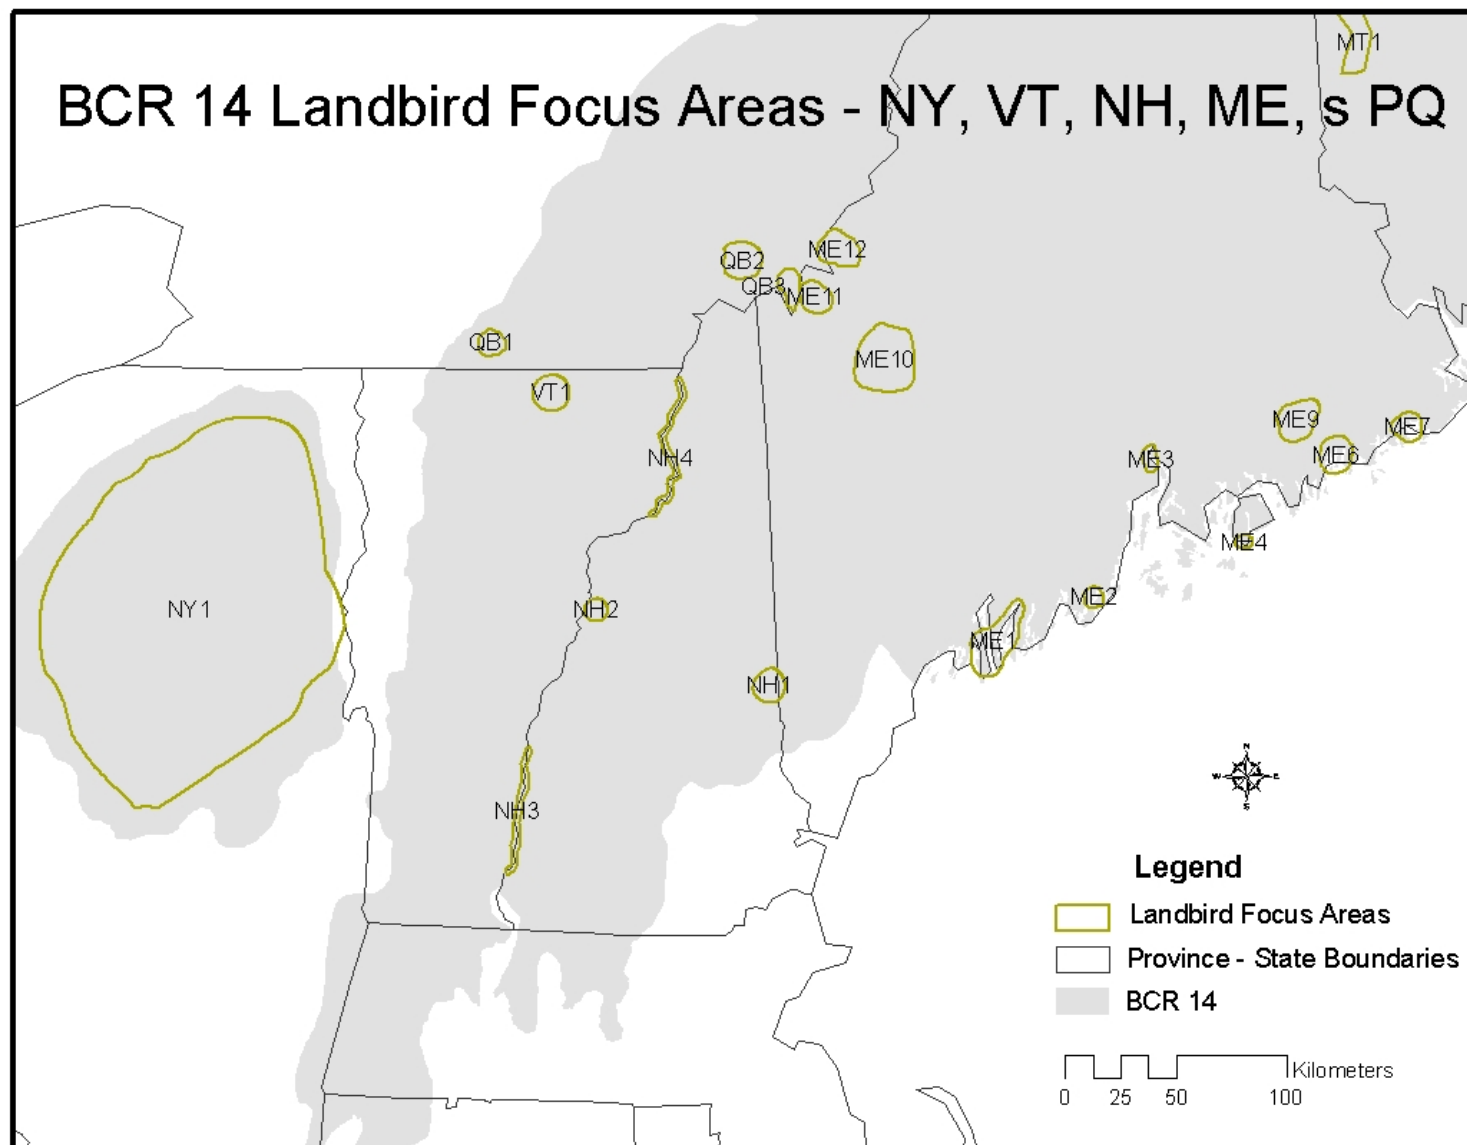 MT1
BCR 14 Landbird Focus Areas - NY, VT, NH, ME, s PQ
ME12
QB2
QB3
ME11
QB1
ME10
VT1
ME9
ME7
NH4
ME3
ME6
ME4
NY1
NH2
ME2
ME1
NH1
N
W
E
S
NH3
Legend
Landbird Focus Areas
Province - State Boundaries
BCR 14
Kilometers
0 25 50 100